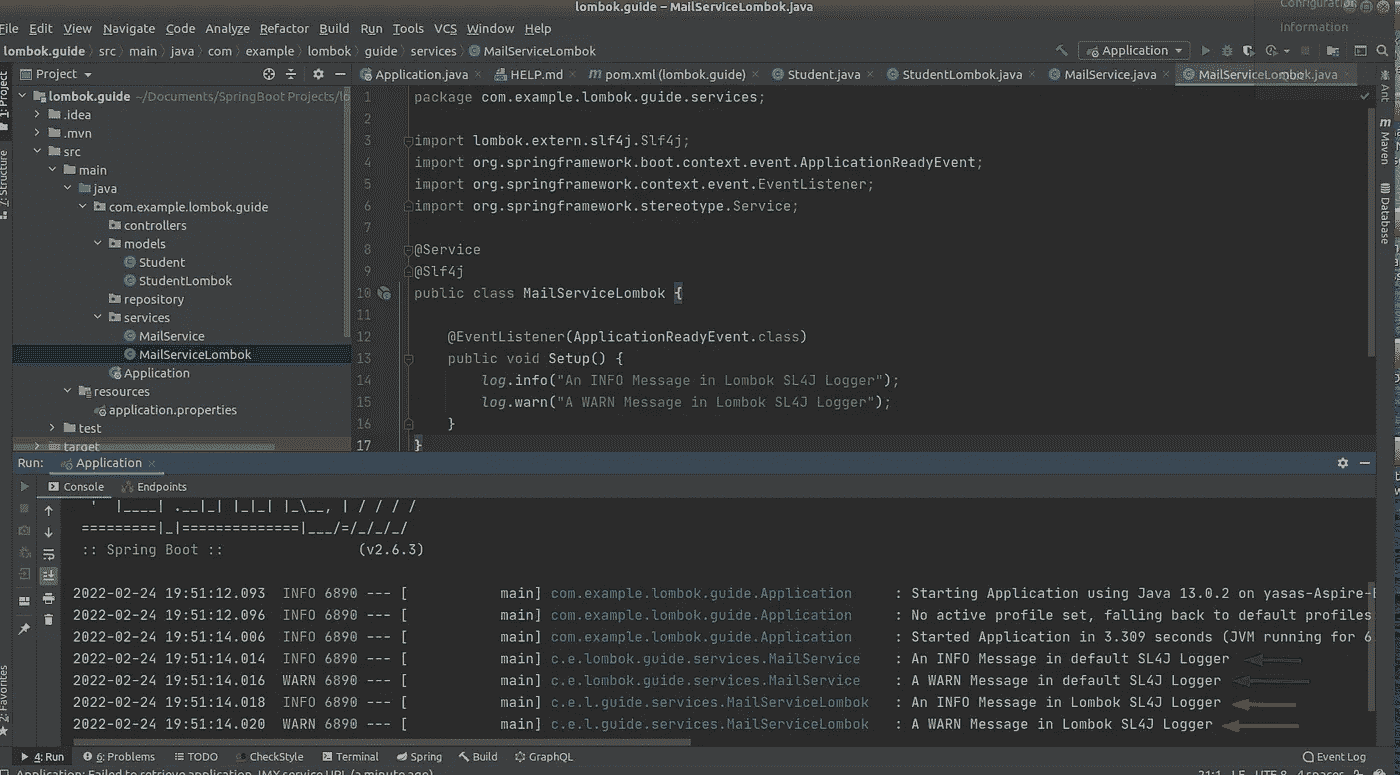 lombok.guide – MailServiceLombok.java
Configuration
Information
File Edit View Navigate Code Analyze Refactor Build Run Tools VCS Window Help
lombok.guide src main java com example lombok guide services MailServiceLombok
Application
Project
Application.java HELP.md pom.xml (lombok.guide) Student.java StudentLombok.java MailService.java MailServiceLombok.java
1: Project
7: Structure
2: Favorites
Ant
Maven
Database
lombok.guide ~/Documents/SpringBoot Projects/lo
.idea
.mvn
src
main
java
com.example.lombok.guide
controllers
models
Student
StudentLombok
repository
services
MailService
MailServiceLombok
Application
resources
application.properties
test
target
1 package com.example.lombok.guide.services;
2
3 import lombok.extern.slf4j.Slf4j;
4 import org.springframework.boot.context.event.ApplicationReadyEvent;
5 import org.springframework.context.event.EventListener;
6 import org.springframework.stereotype.Service;
7
8 @Service
9 @Slf4j
10 public class MailServiceLombok {
11
12 @EventListener(ApplicationReadyEvent.class)
13 public void Setup() {
14 log.info("An INFO Message in Lombok SL4J Logger");
15 log.warn("A WARN Message in Lombok SL4J Logger");
16 }
17 }
Run: Application
Console Endpoints
' |____| .__|_| |_|_| |_\__, | / / / /
=========|_|==============|___/=/_/_/_/
:: Spring Boot :: (v2.6.3)
2022-02-24 19:51:12.093 INFO 6890 --- [ main] com.example.lombok.guide.Application : Starting Application using Java 13.0.2 on yasas-Aspire-E
2022-02-24 19:51:12.096 INFO 6890 --- [ main] com.example.lombok.guide.Application : No active profile set, falling back to default profiles
2022-02-24 19:51:14.006 INFO 6890 --- [ main] com.example.lombok.guide.Application : Started Application in 3.309 seconds (JVM running for 6
2022-02-24 19:51:14.014 INFO 6890 --- [ main] c.e.lombok.guide.services.MailService : An INFO Message in default SL4J Logger
2022-02-24 19:51:14.016 WARN 6890 --- [ main] c.e.lombok.guide.services.MailService : A WARN Message in default SL4J Logger
2022-02-24 19:51:14.018 INFO 6890 --- [ main] c.e.l.guide.services.MailServiceLombok : An INFO Message in Lombok SL4J Logger
2022-02-24 19:51:14.020 WARN 6890 --- [ main] c.e.l.guide.services.MailServiceLombok : A WARN Message in Lombok SL4J Logger
4: Run 6: Problems TODO CheckStyle Terminal Spring Build GraphQL Event Log
Application: Failed to retrieve application JMX service URL (a minute ago) 21:1 LF UTF-8 4 spaces